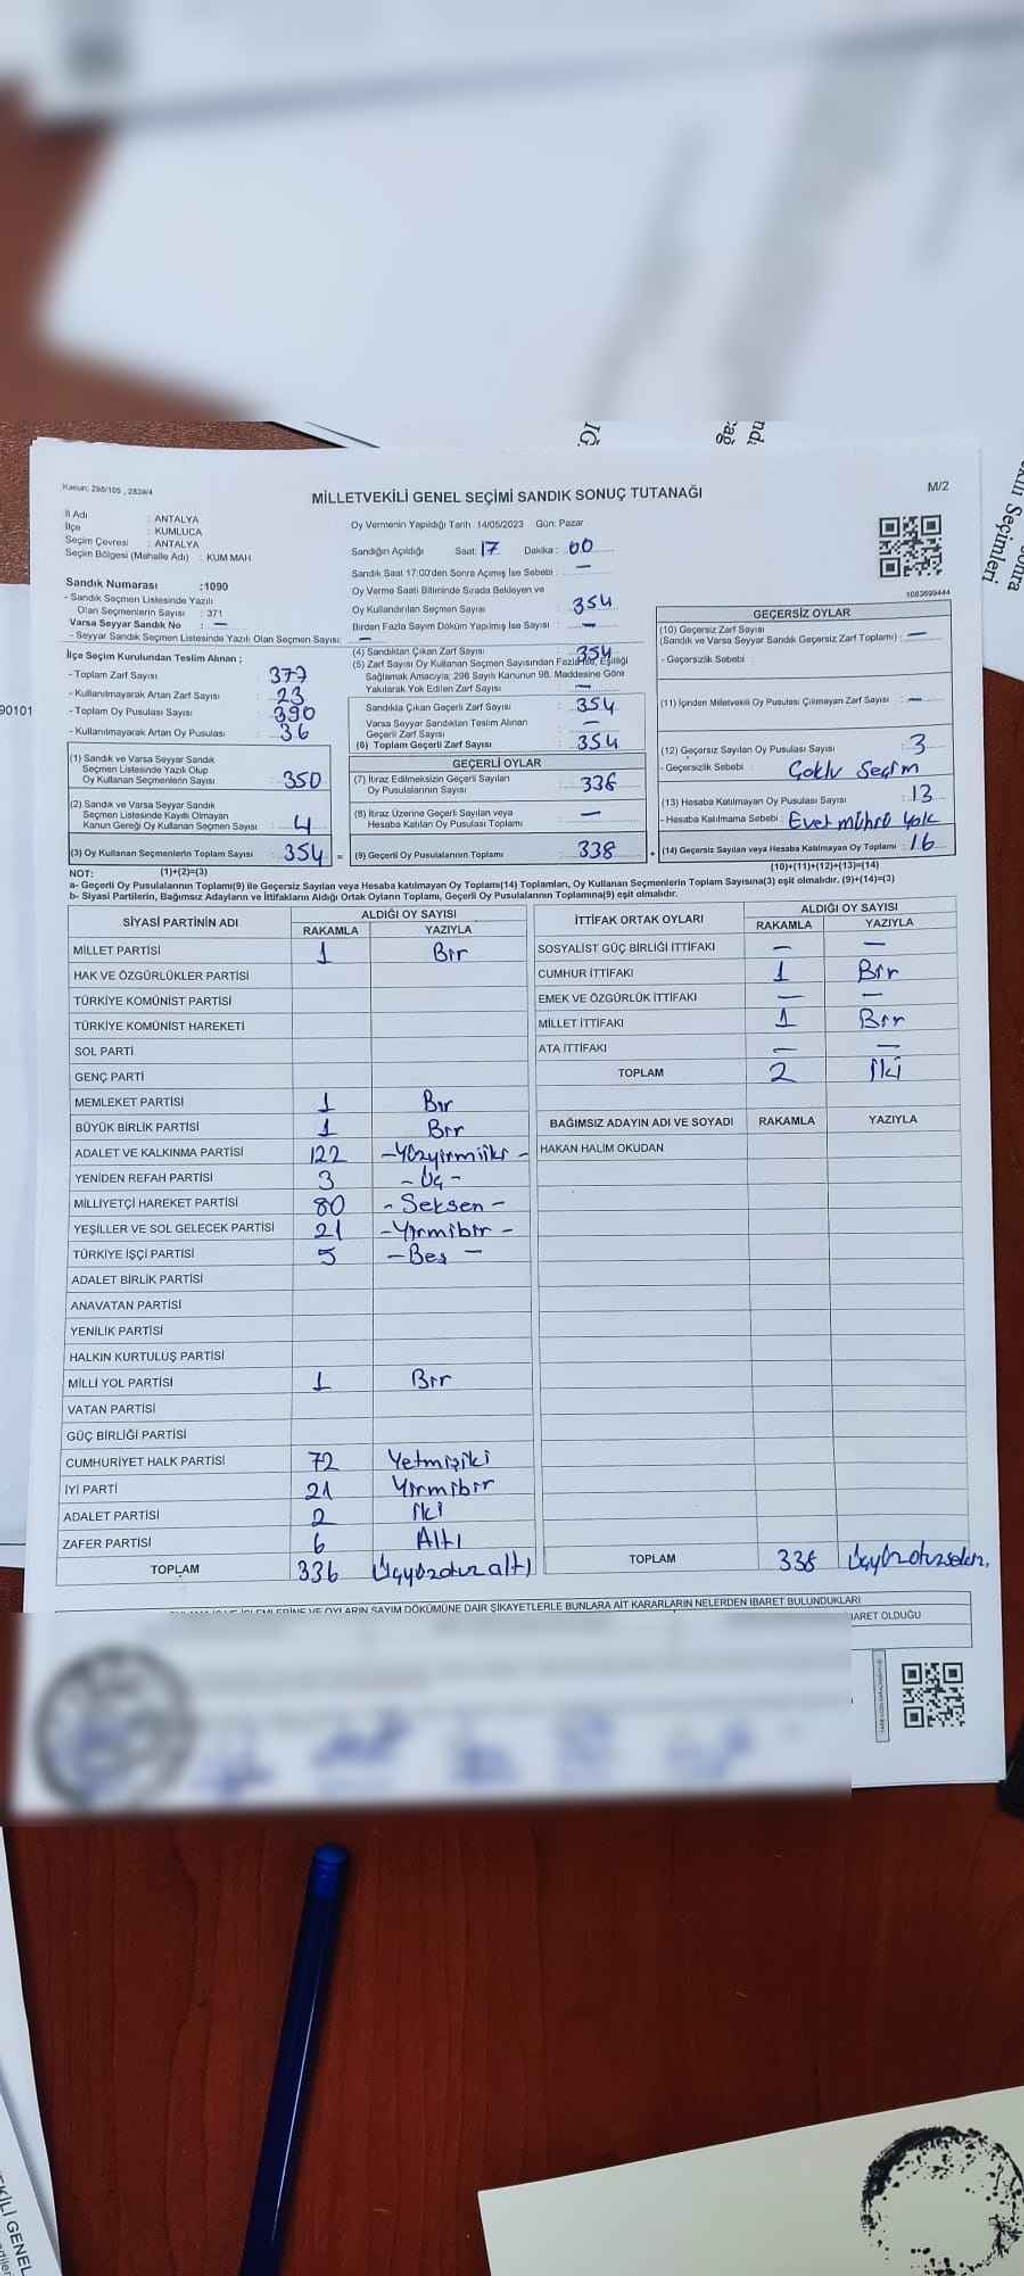 IĞ.
Kanun: 298/105 , 2839/4
MİLLETVEKİLİ GENEL SEÇİMİ SANDIK SONUÇ TUTANAĞI
M/2
İl Adı : ANTALYA
İlçe : KUMLUCA
Seçim Çevresi : ANTALYA
Seçim Bölgesi (Mahalle Adı) : KUM MAH
Oy Vermenin Yapıldığı Tarih 14/05/2023 Gün: Pazar
Sandığın Açıldığı Saat: 17 Dakika: 00
Sandık Saat 17:00'den Sonra Açılmış İse Sebebi : —
Oy Verme Saati Bitiminde Sırada Bekleyen ve
Oy Kullandırılan Seçmen Sayısı : 354
Birden Fazla Sayım Döküm Yapılmış İse Sayısı : —
1083699444
Sandık Numarası :1090
- Sandık Seçmen Listesinde Yazılı
Olan Seçmenlerin Sayısı : 371
Varsa Seyyar Sandık No : —
- Seyyar Sandık Seçmen Listesinde Yazılı Olan Seçmen Sayısı: —
İlçe Seçim Kurulundan Teslim Alınan ;
- Toplam Zarf Sayısı : 377
- Kullanılmayarak Artan Zarf Sayısı : 23
- Toplam Oy Pusulası Sayısı : 390
- Kullanılmayarak Artan Oy Pusulası : 36
(4) Sandıktan Çıkan Zarf Sayısı : 354
(5) Zarf Sayısı Oy Kullanan Seçmen Sayısından Fazla İse, Eşitliği
Sağlamak Amacıyla; 298 Sayılı Kanunun 98. Maddesine Göre
Yakılarak Yok Edilen Zarf Sayısı : —
Sandıkla Çıkan Geçerli Zarf Sayısı : 354
Varsa Seyyar Sandıktan Teslim Alınan
Geçerli Zarf Sayısı : —
(6) Toplam Geçerli Zarf Sayısı : 354
GEÇERSİZ OYLAR
(10) Geçersiz Zarf Sayısı
(Sandık ve Varsa Seyyar Sandık Geçersiz Zarf Toplamı) : —
- Geçersizlik Sebebi :
(11) İçinden Milletvekili Oy Pusulası Çıkmayan Zarf Sayısı : —
(12) Geçersiz Sayılan Oy Pusulası Sayısı : 3
- Geçersizlik Sebebi : Çoklu Seçim
(13) Hesaba Katılmayan Oy Pusulası Sayısı : 13
- Hesaba Katılmama Sebebi : Evet mührü Yok
(14) Geçersiz Sayılan veya Hesaba Katılmayan Oy Toplamı : 16
(10)+(11)+(12)+(13)=(14)
(1) Sandık ve Varsa Seyyar Sandık
Seçmen Listesinde Yazılı Olup
Oy Kullanan Seçmenlerin Sayısı : 350
(2) Sandık ve Varsa Seyyar Sandık
Seçmen Listesinde Kayıtlı Olmayan
Kanun Gereği Oy Kullanan Seçmen Sayısı : 4
(3) Oy Kullanan Seçmenlerin Toplam Sayısı : 354 =
GEÇERLİ OYLAR
(7) İtiraz Edilmeksizin Geçerli Sayılan
Oy Pusulalarının Sayısı : 338
(8) İtiraz Üzerine Geçerli Sayılan veya
Hesaba Katılan Oy Pusulası Toplamı : —
(9) Geçerli Oy Pusulalarının Toplamı : 338 +
NOT: (1)+(2)=(3)
a- Geçerli Oy Pusulalarının Toplamı(9) ile Geçersiz Sayılan veya Hesaba katılmayan Oy Toplamı(14) Toplamları, Oy Kullanan Seçmenlerin Toplam Sayısına(3) eşit olmalıdır. (9)+(14)=(3)
b- Siyasi Partilerin, Bağımsız Adayların ve İttifakların Aldığı Ortak Oyların Toplamı, Geçerli Oy Pusulalarının Toplamına(9) eşit olmalıdır.
SİYASİ PARTİNİN ADI ALDIĞI OY SAYISI
RAKAMLA YAZIYLA
MİLLET PARTİSİ 1 Bir
HAK VE ÖZGÜRLÜKLER PARTİSİ
TÜRKİYE KOMÜNİST PARTİSİ
TÜRKİYE KOMÜNİST HAREKETİ
SOL PARTİ
GENÇ PARTİ
MEMLEKET PARTİSİ 1 Bir
BÜYÜK BİRLİK PARTİSİ 1 Bir
ADALET VE KALKINMA PARTİSİ 122 -Yüzyirmiiki -
YENİDEN REFAH PARTİSİ 3 - Üç -
MİLLİYETÇİ HAREKET PARTİSİ 80 - Seksen -
YEŞİLLER VE SOL GELECEK PARTİSİ 21 -Yirmibir -
TÜRKİYE İŞÇİ PARTİSİ 5 -Beş -
ADALET BİRLİK PARTİSİ
ANAVATAN PARTİSİ
YENİLİK PARTİSİ
HALKIN KURTULUŞ PARTİSİ
MİLLİ YOL PARTİSİ 1 Bir
VATAN PARTİSİ
GÜÇ BİRLİĞİ PARTİSİ
CUMHURİYET HALK PARTİSİ 72 Yetmişiki
İYİ PARTİ 21 Yirmibir
ADALET PARTİSİ 2 iki
ZAFER PARTİSİ 6 Altı
TOPLAM 336 Üçyüzotuzaltı
İTTİFAK ORTAK OYLARI ALDIĞI OY SAYISI
RAKAMLA YAZIYLA
SOSYALİST GÜÇ BİRLİĞİ İTTİFAKI — —
CUMHUR İTTİFAKI 1 Bir
EMEK VE ÖZGÜRLÜK İTTİFAKI — —
MİLLET İTTİFAKI 1 Bir
ATA İTTİFAKI — —
TOPLAM 2 İki
BAĞIMSIZ ADAYIN ADI VE SOYADI RAKAMLA YAZIYLA
HAKAN HALİM OKUDAN
TOPLAM 338 Üçyüzotuzsekiz
SAYIM DÖKÜMÜNE DAİR ŞİKAYETLERLE BUNLARA AİT KARARLARIN NELERDEN İBARET BULUNDUKLARI
OLDUĞU
90101
Seçimleri
GENEL